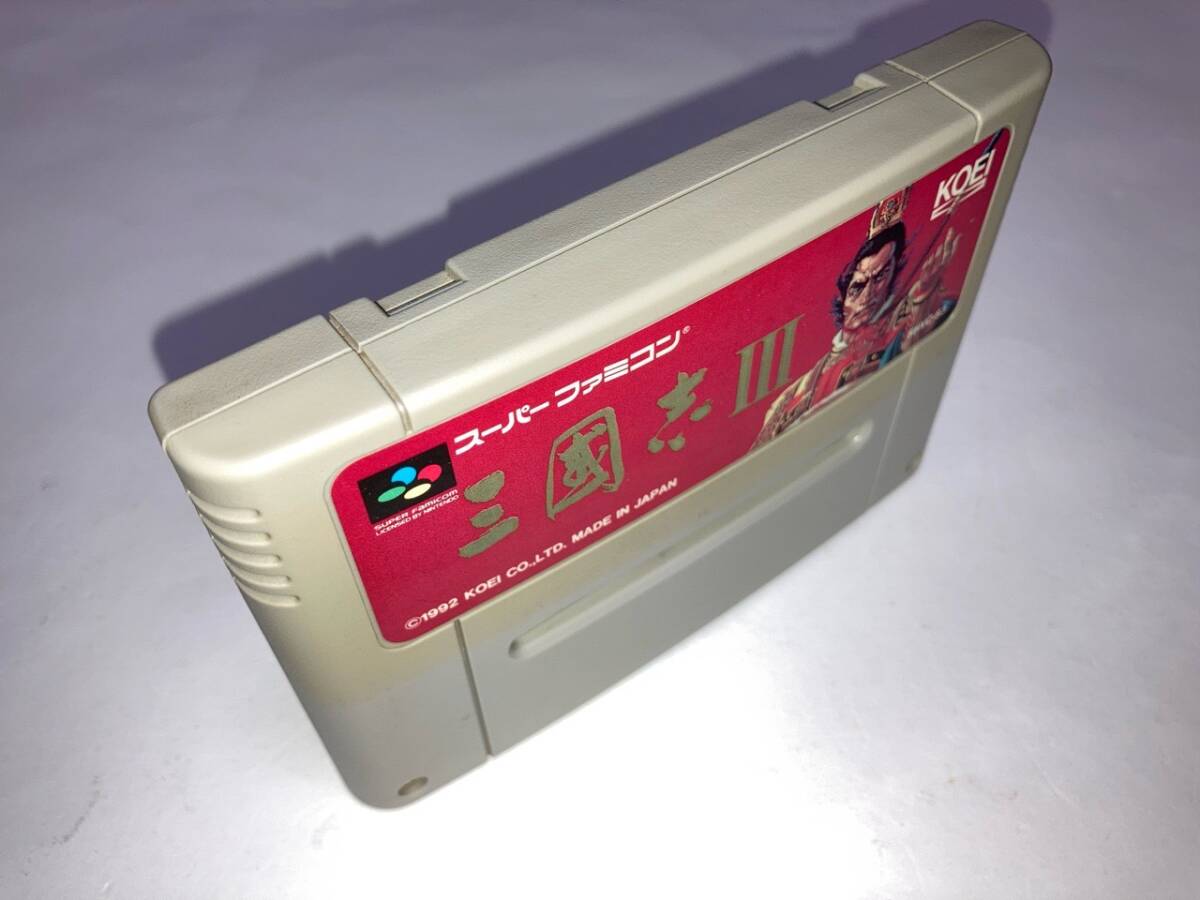 スーパーファミコン®
KOEI
SUPER FAMICOM
LICENSED BY NINTENDO
三國志III
©1992 KOEI CO.,LTD. MADE IN JAPAN